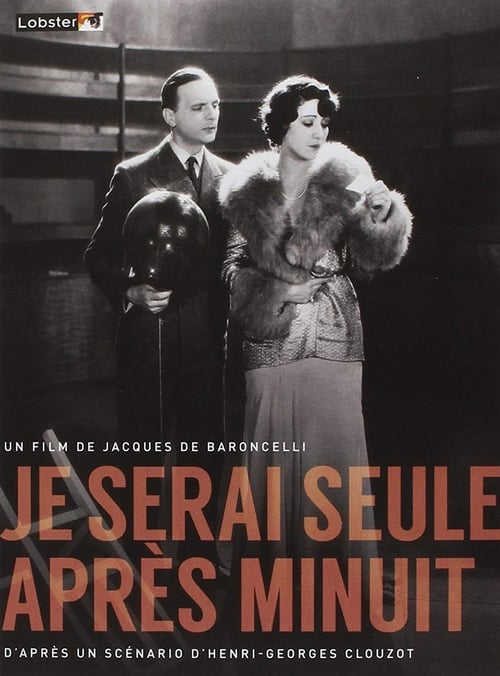 Lobster
UN FILM DE JACQUES DE BARONCELLI
JE SERAI SEULE
APRÈS MINUIT
D'APRÈS UN SCÉNARIO D'HENRI-GEORGES CLOUZOT